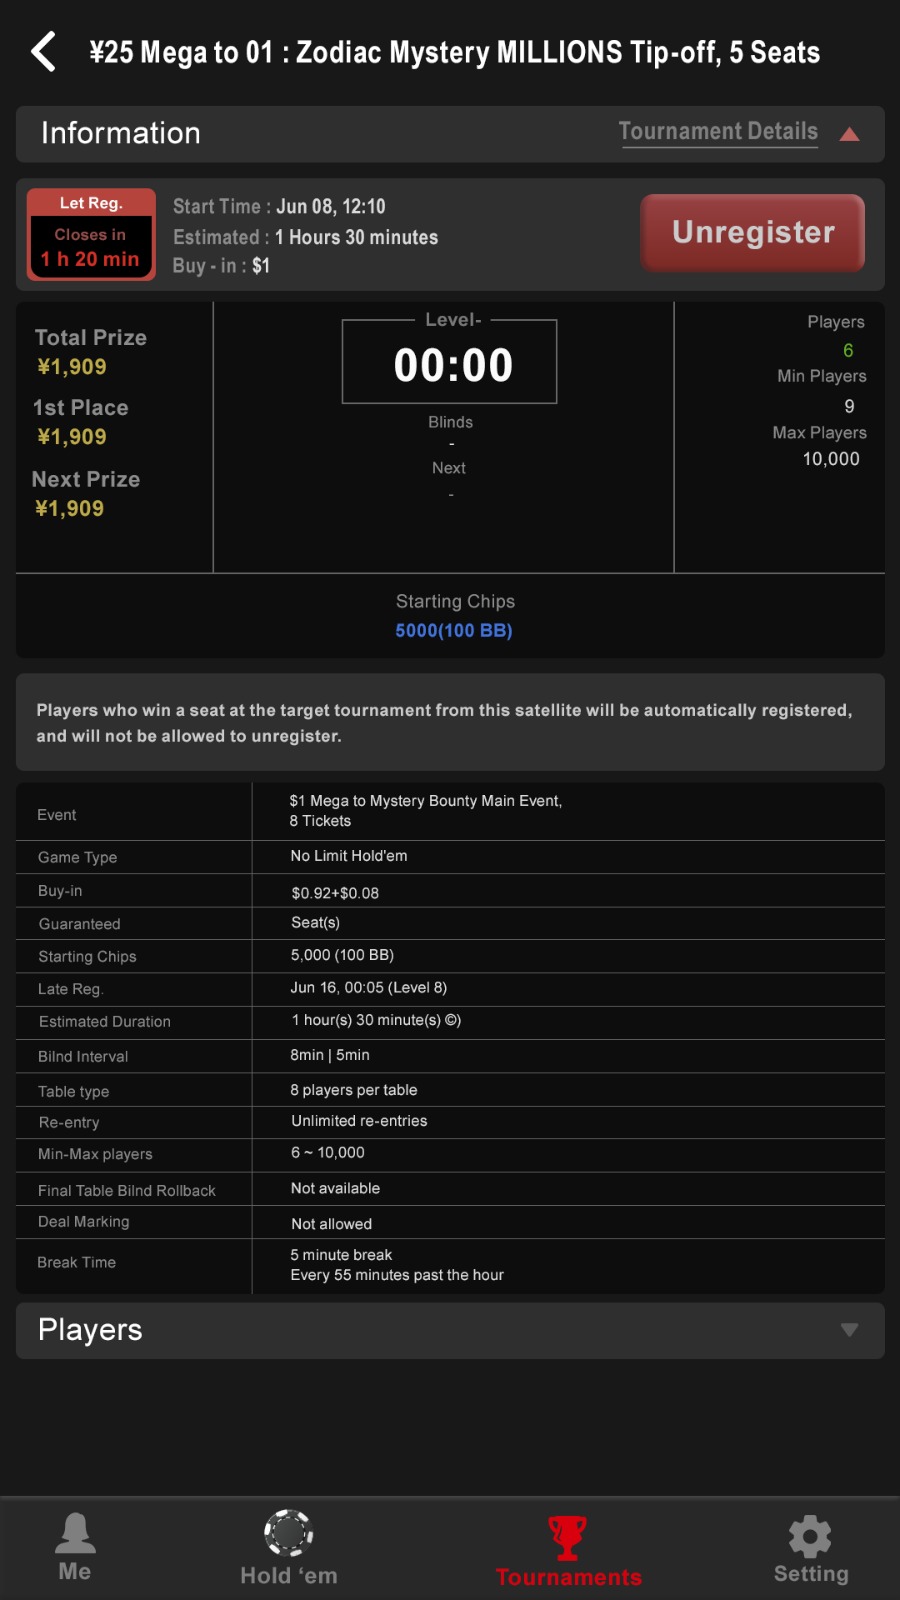 ¥25 Mega to 01 : Zodiac Mystery MILLIONS Tip-off, 5 Seats
Information
Tournament Details
Let Reg.
Closes in
1 h 20 min
Start Time : Jun 08, 12:10
Estimated : 1 Hours 30 minutes
Buy - in : $1
Unregister
Total Prize
¥1,909
1st Place
¥1,909
Next Prize
¥1,909
Level-
00:00
Blinds
-
Next
-
Players
6
Min Players
9
Max Players
10,000
Starting Chips
5000(100 BB)
Players who win a seat at the target tournament from this satellite will be automatically registered,
and will not be allowed to unregister.
Event
$1 Mega to Mystery Bounty Main Event,
8 Tickets
Game Type
No Limit Hold'em
Buy-in
$0.92+$0.08
Guaranteed
Seat(s)
Starting Chips
5,000 (100 BB)
Late Reg.
Jun 16, 00:05 (Level 8)
Estimated Duration
1 hour(s) 30 minute(s) ©)
Bilnd Interval
8min | 5min
Table type
8 players per table
Re-entry
Unlimited re-entries
Min-Max players
6 ~ 10,000
Final Table Bilnd Rollback
Not available
Deal Marking
Not allowed
Break Time
5 minute break
Every 55 minutes past the hour
Players
Me
Hold ‘em
Tournaments
Setting